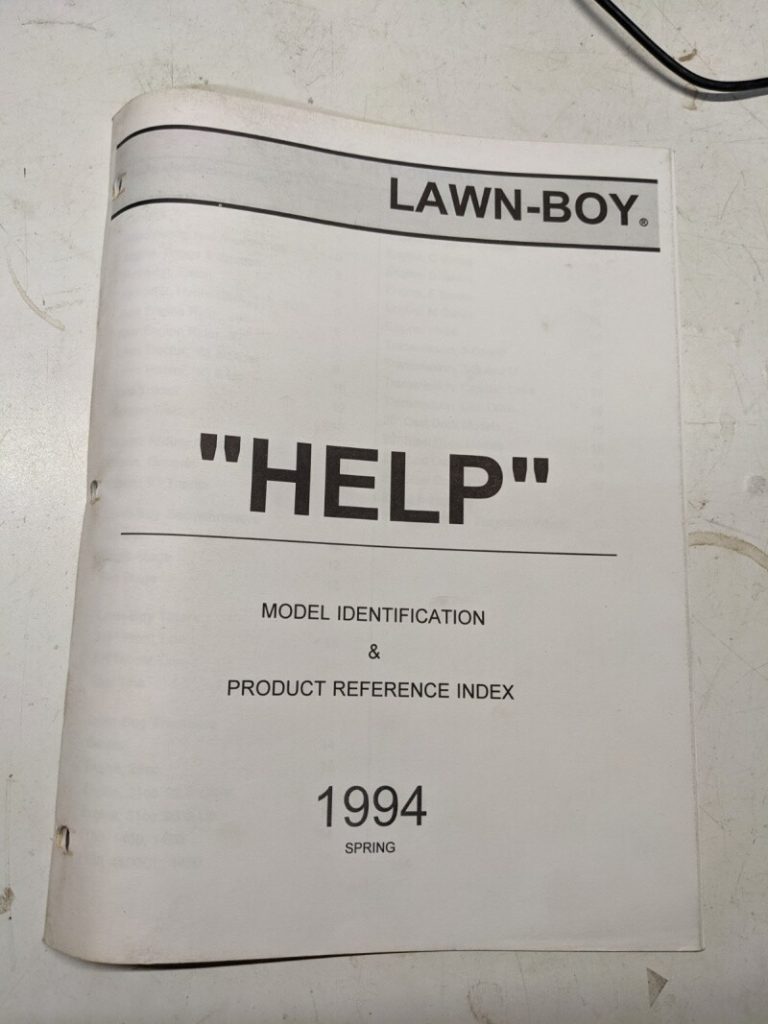 LAWN-BOY®
"HELP"
MODEL IDENTIFICATION
&
PRODUCT REFERENCE INDEX
1994
SPRING